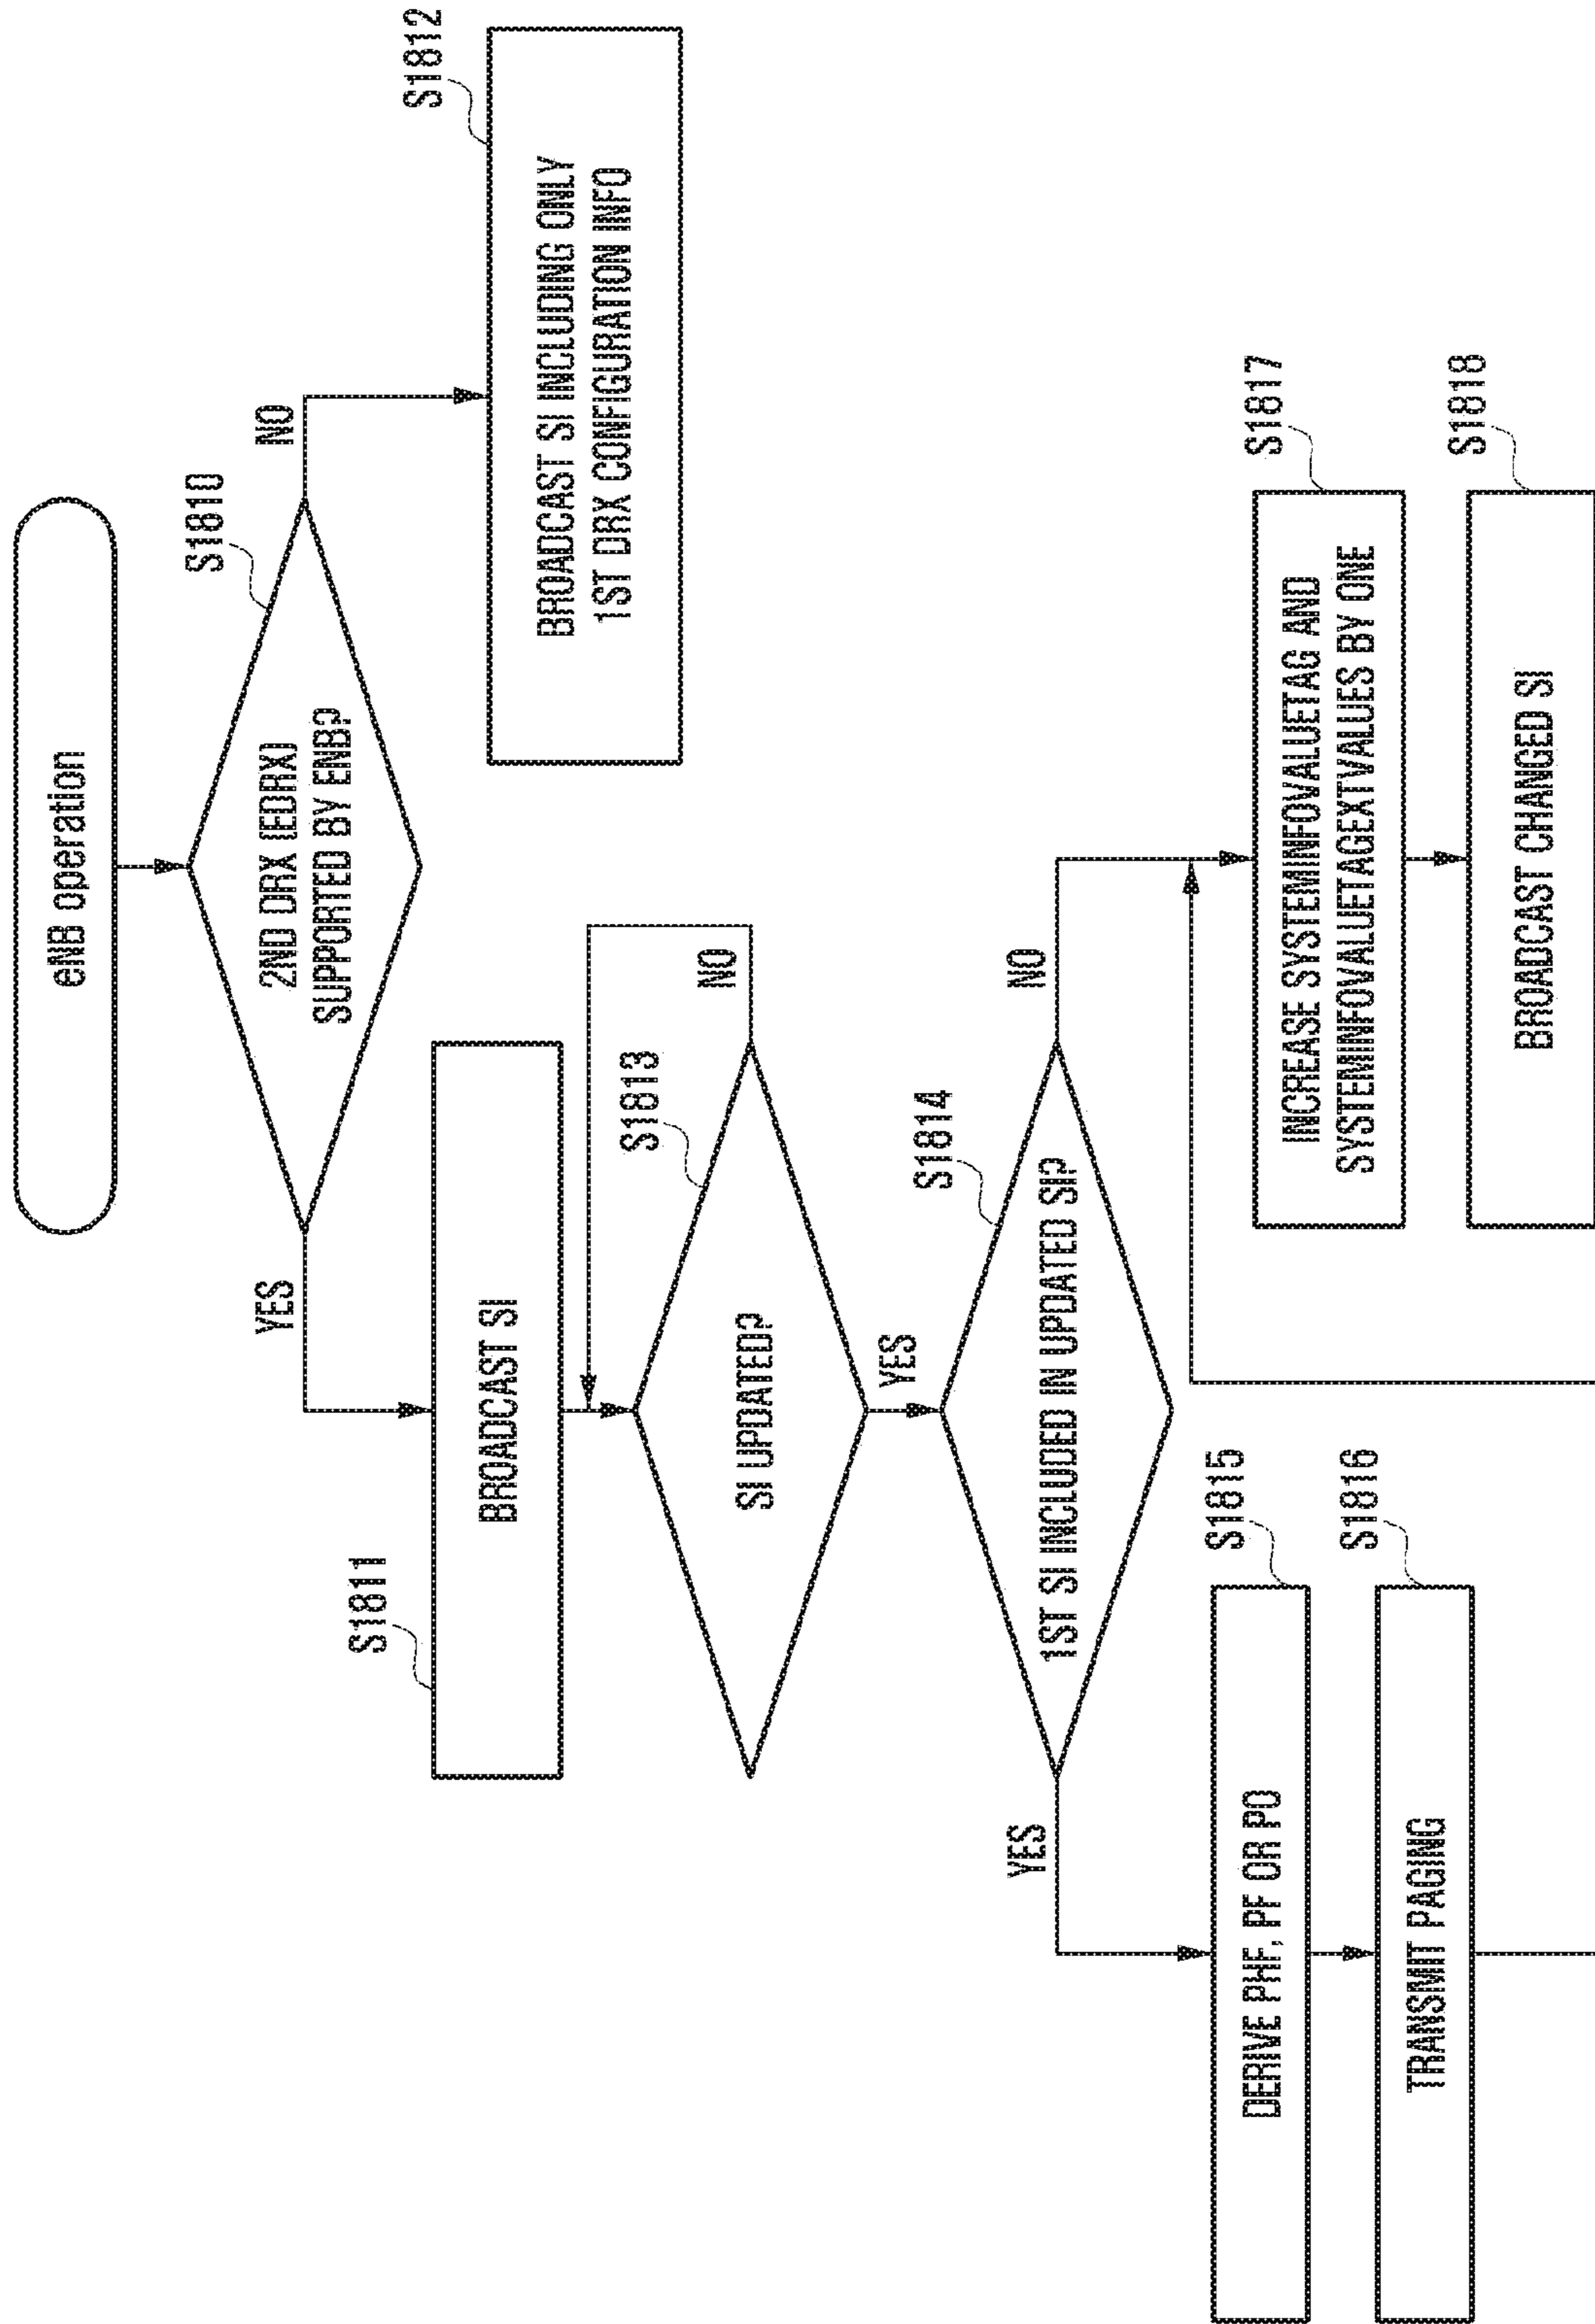 eNB operation
S1810
2ND DRX (EDRX)
SUPPORTED BY ENB?
YES
NO
S1811
BROADCAST SI
S1812
BROADCAST SI INCLUDING ONLY
1ST DRX CONFIGURATION INFO
S1813
SI UPDATED?
NO
YES
S1814
1ST SI INCLUDED IN UPDATED SI?
YES
NO
S1815
DERIVE PHF, PF OR PO
S1816
TRANSMIT PAGING
S1817
INCREASE SYSTEMINFOVALUETAG AND
SYSTEMINFOVALUETAGEXTVALUES BY ONE
S1818
BROADCAST CHANGED SI